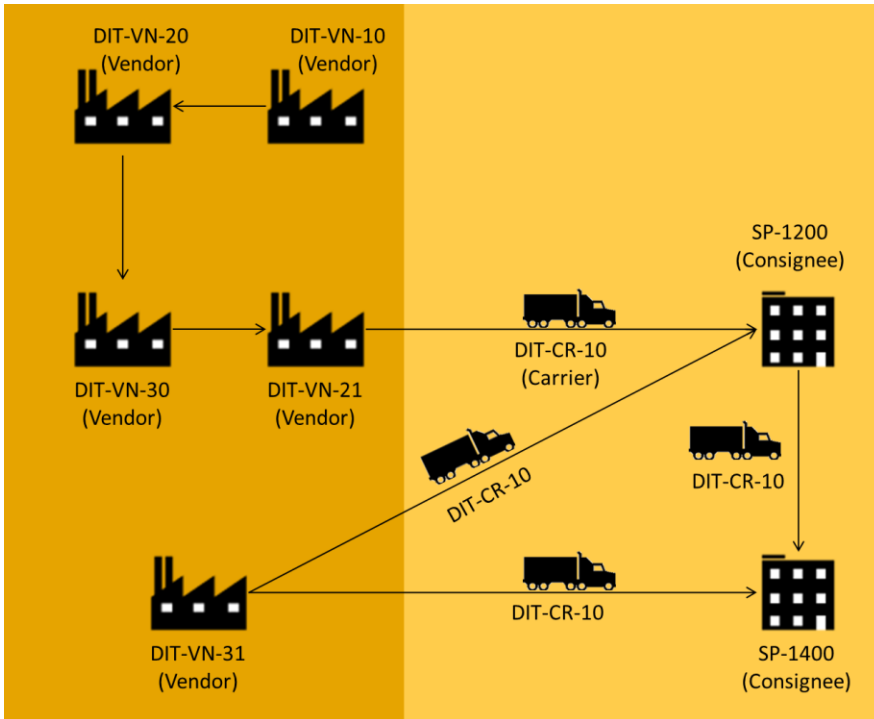 DIT-VN-20
(Vendor)
DIT-VN-10
(Vendor)
SP-1200
(Consignee)
DIT-VN-30
(Vendor)
DIT-VN-21
(Vendor)
DIT-CR-10
(Carrier)
DIT-CR-10
DIT-CR-10
DIT-CR-10
DIT-VN-31
(Vendor)
SP-1400
(Consignee)